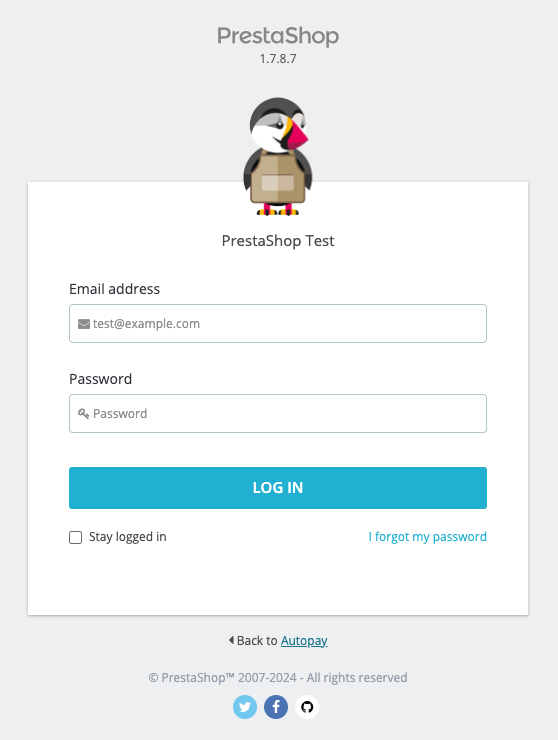 PrestaShop
1.7.8.7
PrestaShop Test
Email address
test@example.com
Password
Password
LOG IN
Stay logged in
I forgot my password
Back to Autopay
© PrestaShop™ 2007-2024 - All rights reserved